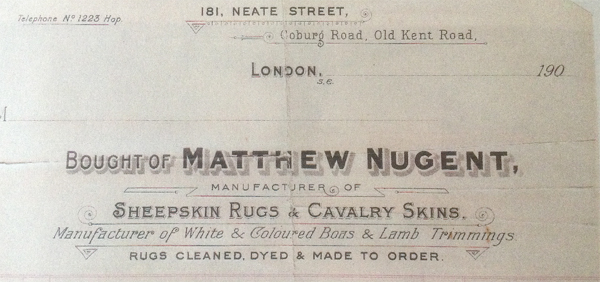 181, NEATE STREET,
Telephone Nº 1223 Hop.
Coburg Road, Old Kent Road,
LONDON, S.E. 190
M
BOUGHT OF MATTHEW NUGENT,
MANUFACTURER OF
SHEEPSKIN RUGS & CAVALRY SKINS.
Manufacturer of White & Coloured Boas & Lamb Trimmings
RUGS CLEANED, DYED & MADE TO ORDER.